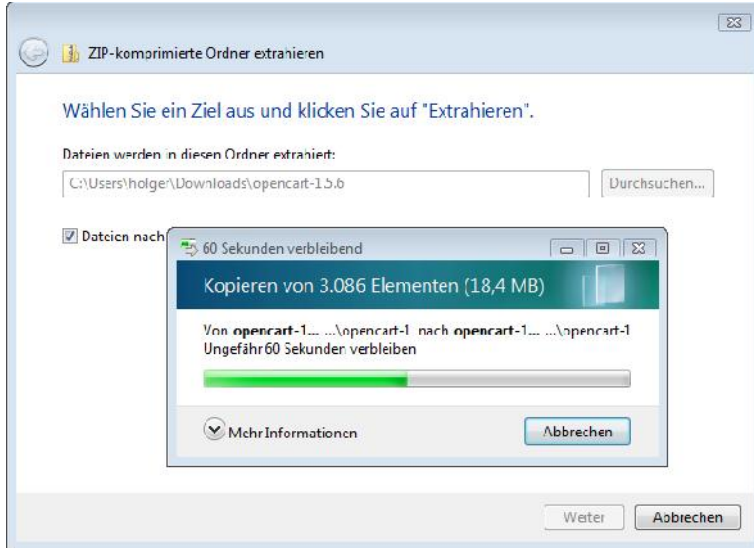 ZIP-komprimierte Ordner extrahieren
Wählen Sie ein Ziel aus und klicken Sie auf "Extrahieren".
Dateien werden in diesen Ordner extrahiert:
C:\Users\holger\Downloads\opencart-1.5.6
Durchsuchen...
Dateien nach
60 Sekunden verbleibend
Kopieren von 3.086 Elementen (18,4 MB)
Von opencart-1... ...\opencart-1 nach opencart-1... ...\opencart-1
Ungefähr 60 Sekunden verbleiben
Mehr Informationen
Abbrechen
Weiter
Abbrechen